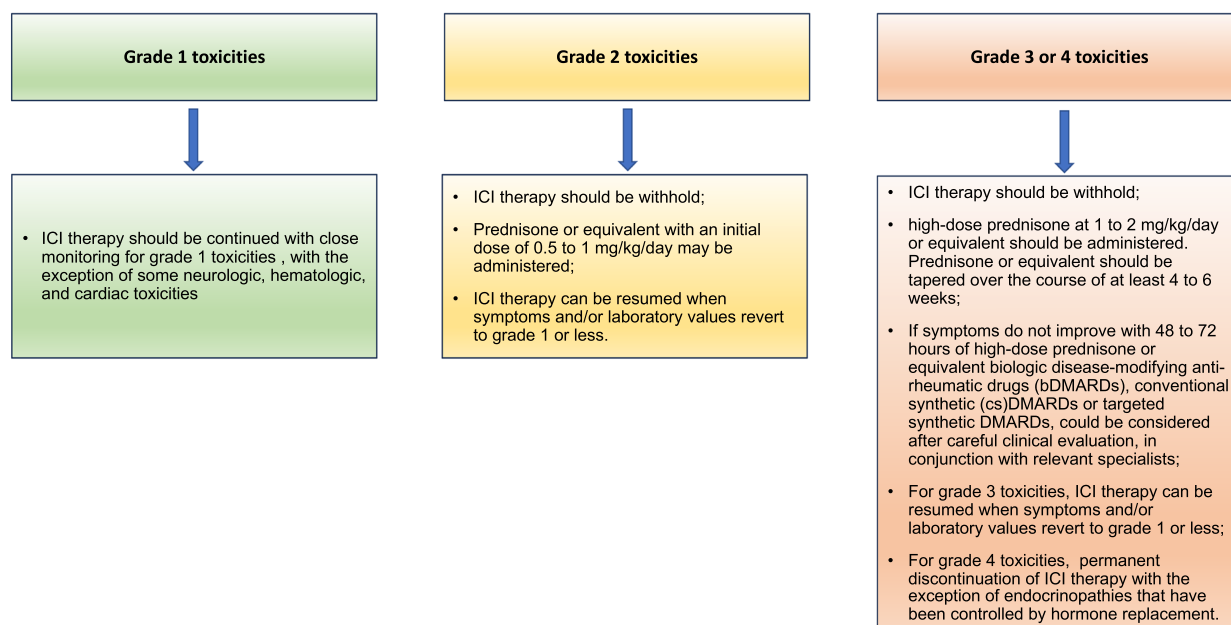 Grade 1 toxicities
• ICI therapy should be continued with close
monitoring for grade 1 toxicities , with the
exception of some neurologic, hematologic,
and cardiac toxicities
Grade 2 toxicities
• ICI therapy should be withhold;
• Prednisone or equivalent with an initial
dose of 0.5 to 1 mg/kg/day may be
administered;
• ICI therapy can be resumed when
symptoms and/or laboratory values revert
to grade 1 or less.
Grade 3 or 4 toxicities
• ICI therapy should be withhold;
• high-dose prednisone at 1 to 2 mg/kg/day
or equivalent should be administered.
Prednisone or equivalent should be
tapered over the course of at least 4 to 6
weeks;
• If symptoms do not improve with 48 to 72
hours of high-dose prednisone or
equivalent biologic disease-modifying anti-
rheumatic drugs (bDMARDs), conventional
synthetic (cs)DMARDs or targeted
synthetic DMARDs, could be considered
after careful clinical evaluation, in
conjunction with relevant specialists;
• For grade 3 toxicities, ICI therapy can be
resumed when symptoms and/or
laboratory values revert to grade 1 or less;
• For grade 4 toxicities,  permanent
discontinuation of ICI therapy with the
exception of endocrinopathies that have
been controlled by hormone replacement.